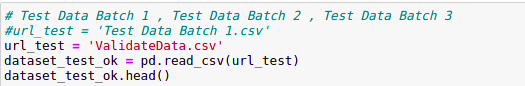 # Test Data Batch 1 , Test Data Batch 2 , Test Data Batch 3
#url_test = 'Test Data Batch 1.csv'
url_test = 'ValidateData.csv'
dataset_test_ok = pd.read_csv(url_test)
dataset_test_ok.head()